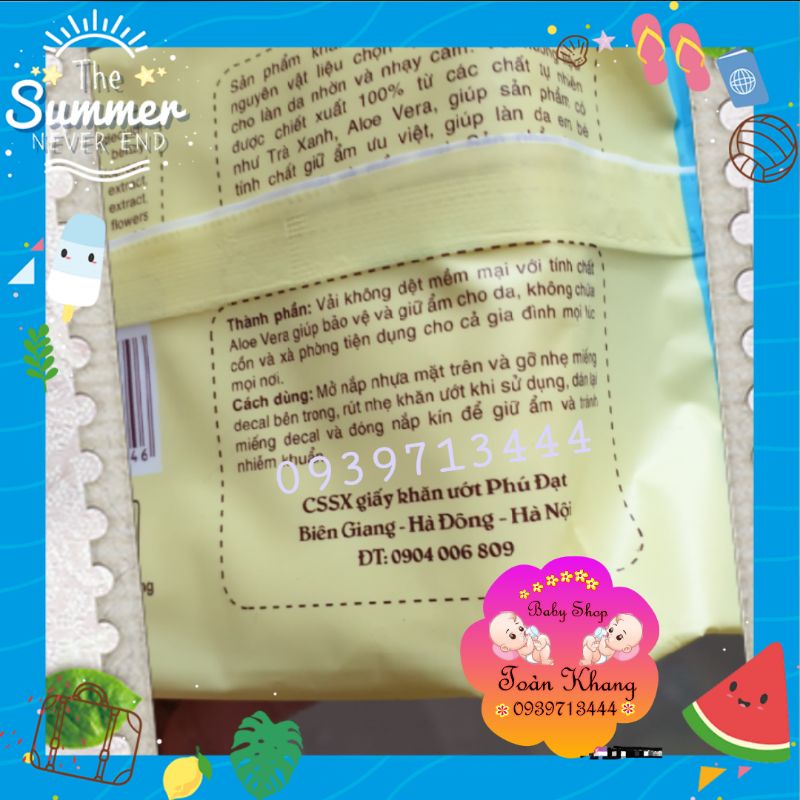 The
Summer
NEVER END
extract,
extract.
flowers
Sản phẩm
nguyên vật liệu chọn
cho làn da nhờn và nhạy cảm.
được chiết xuất 100% từ các chất tự nhiên
như Trà Xanh, Aloe Vera, giúp sản phẩm có
tính chất giữ ẩm ưu việt, giúp làn da em bé
Thành phần: Vải không dệt mềm mại với tính chất
Aloe Vera giúp bảo vệ và giữ ẩm cho da, không chứa
cồn và xà phòng tiện dụng cho cả gia đình mọi lúc
mọi nơi.
Cách dùng: Mở nắp nhựa mặt trên và gỡ nhẹ miếng
decal bên trong, rút nhẹ khăn ướt khi sử dụng, dán lại
miếng decal và đóng nắp kín để giữ ẩm và tránh
nhiễm khuẩn.
0939713444
46
CSSX giấy khăn ướt Phú Đạt
Biên Giang - Hà Đông - Hà Nội
ĐT: 0904 006 809
Baby Shop
Toàn Khang
0939713444